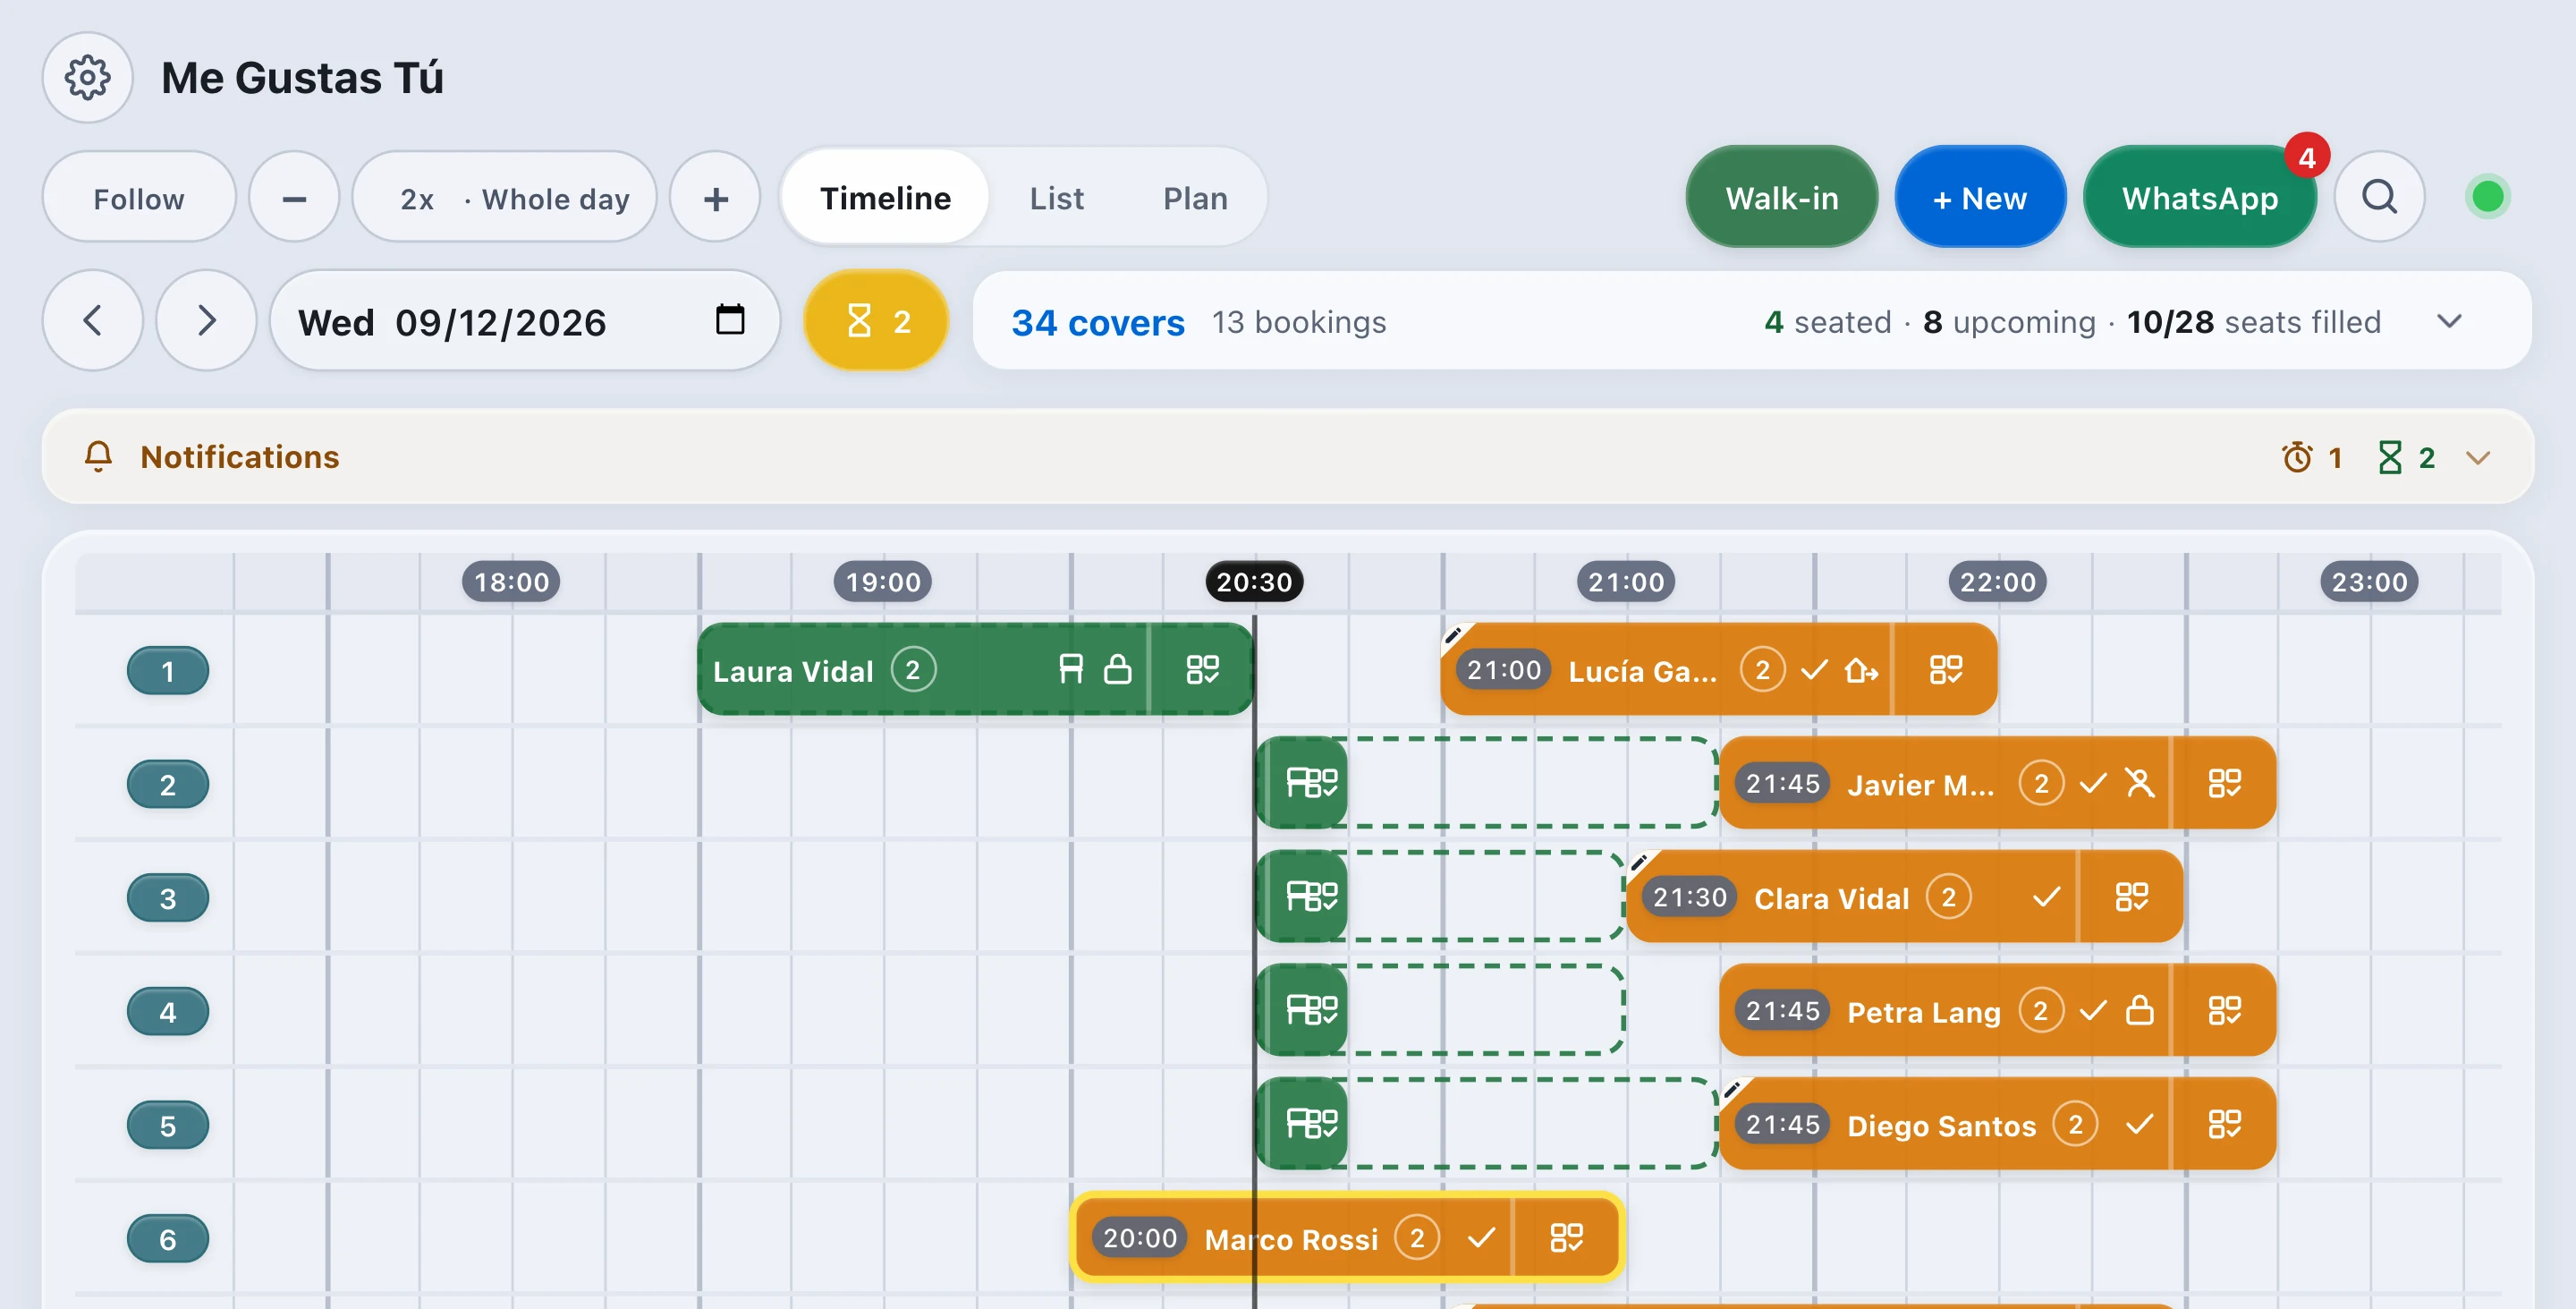 Me Gustas Tú
Follow − 2x · Whole day + Timeline List Plan Walk-in + New WhatsApp 4
Wed 09/12/2026 2 34 covers 13 bookings 4 seated · 8 upcoming · 10/28 seats filled
Notifications 1 2
18:00 19:00 20:30 21:00 22:00 23:00
1 Laura Vidal 2 21:00 Lucía Ga... 2
2 21:45 Javier M... 2
3 21:30 Clara Vidal 2
4 21:45 Petra Lang 2
5 21:45 Diego Santos 2
6 20:00 Marco Rossi 2